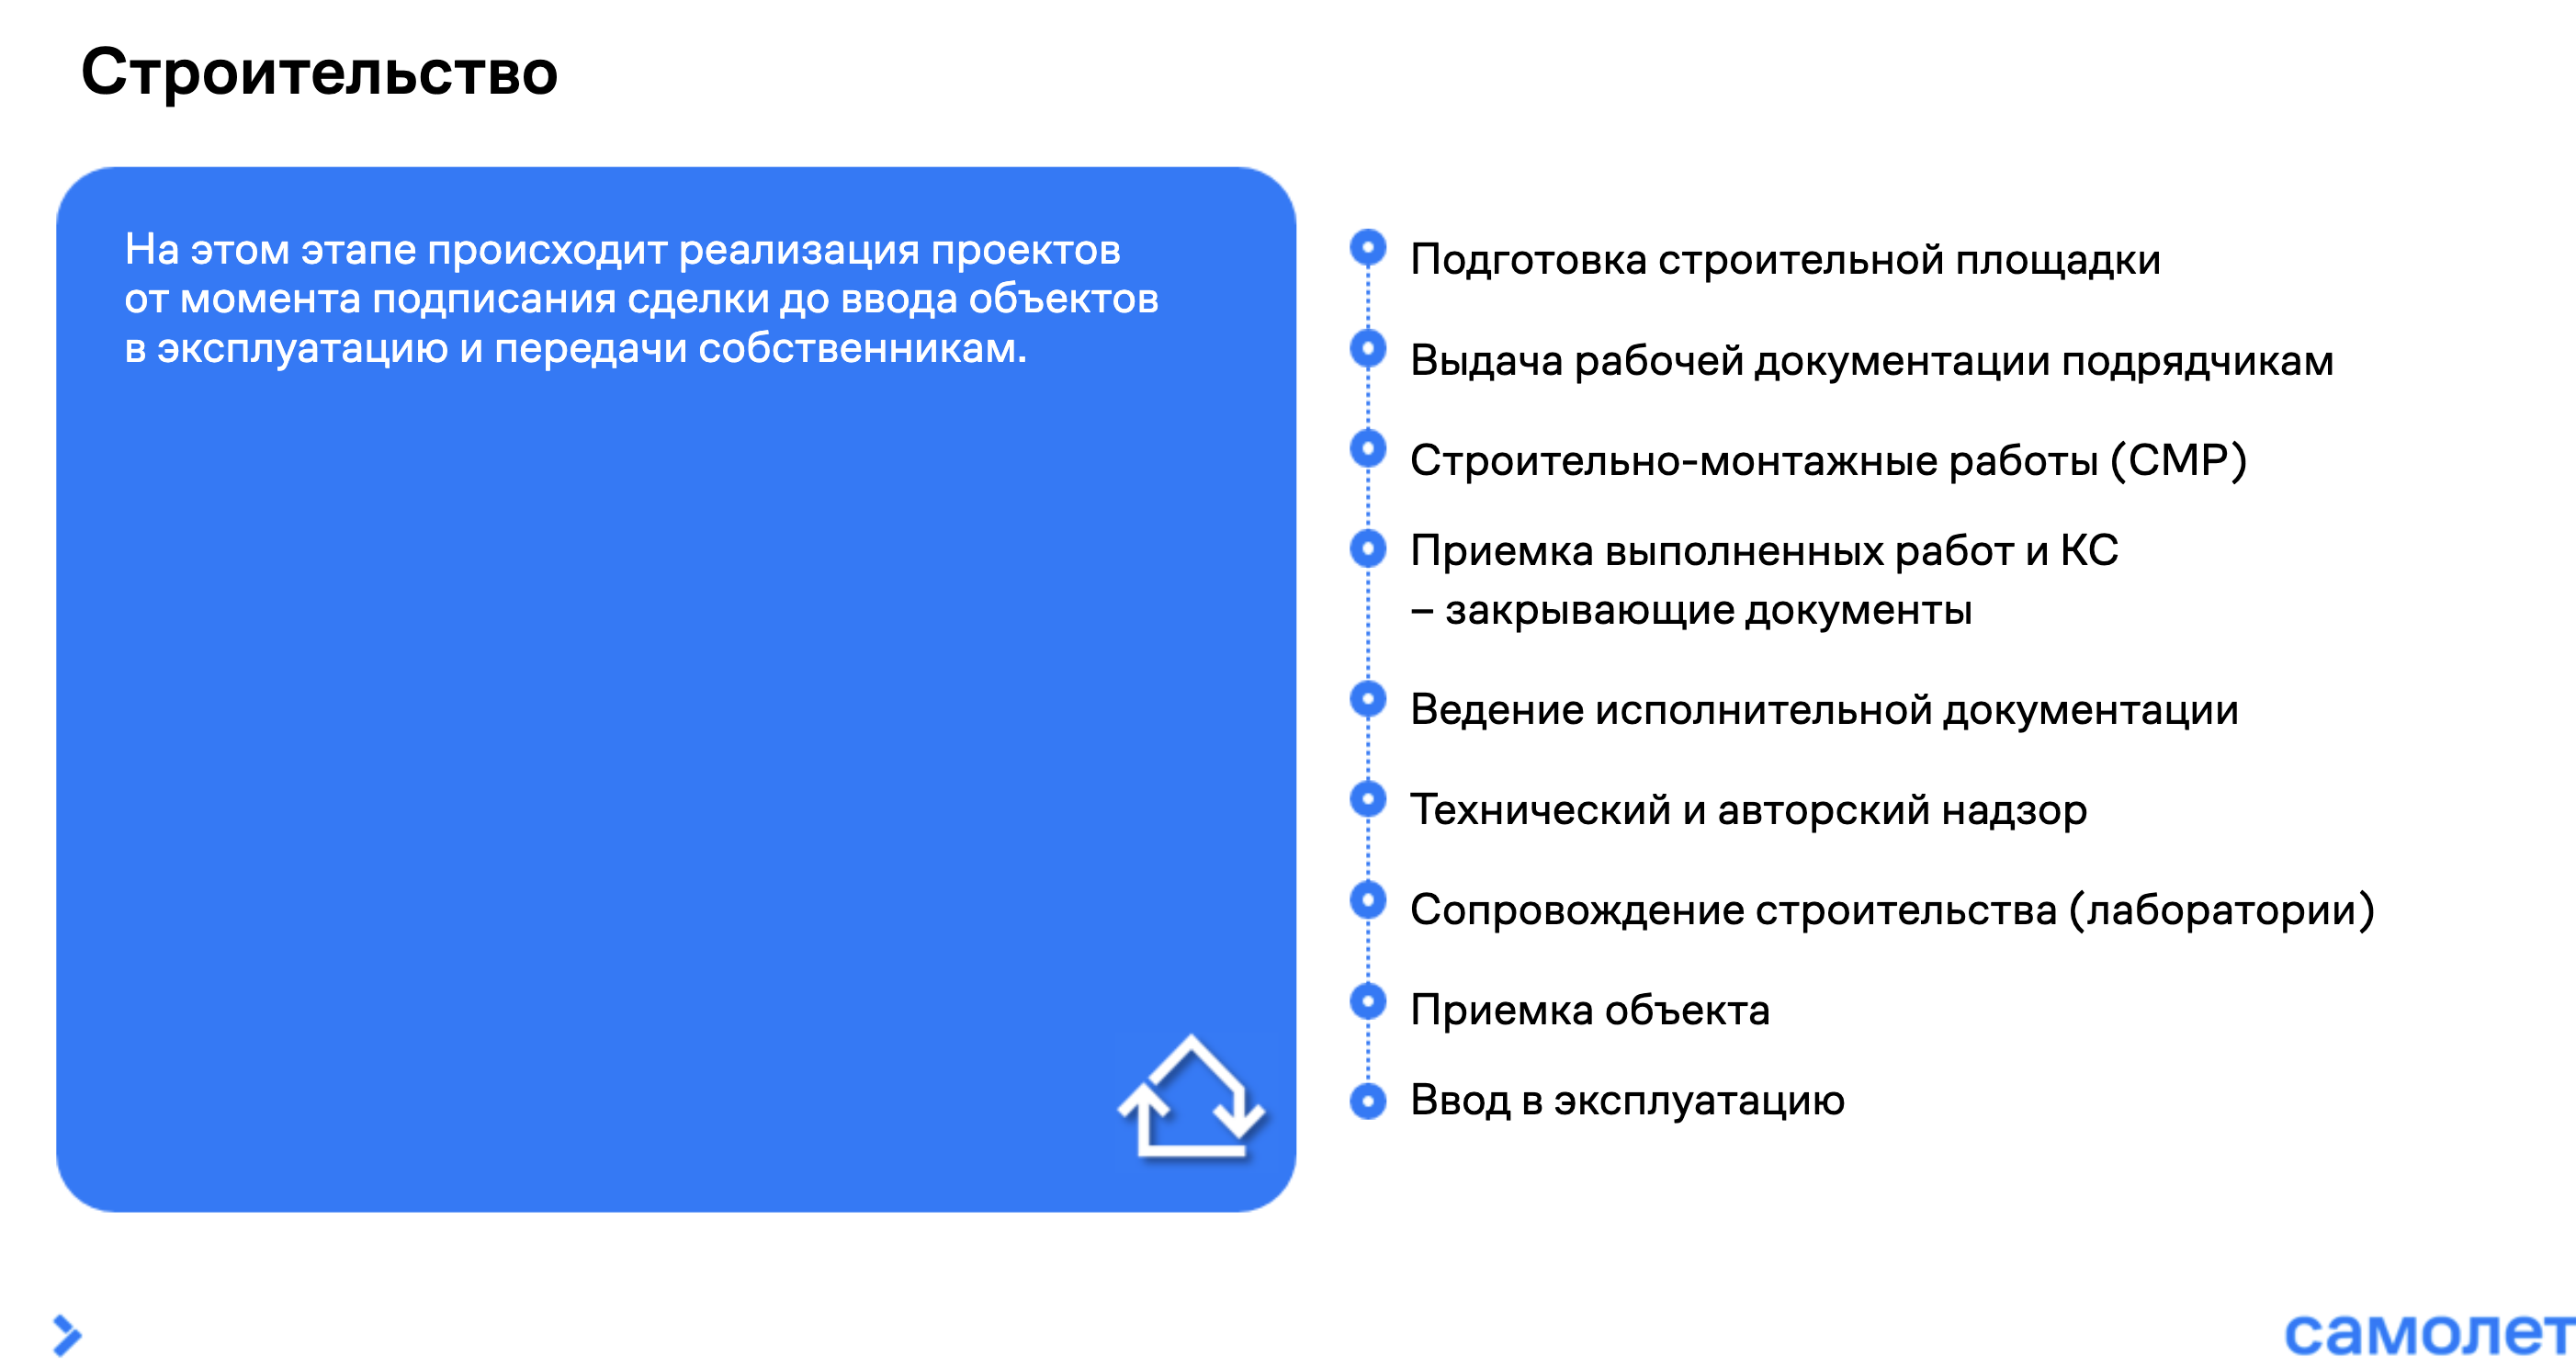 Строительство
На этом этапе происходит реализация проектов
от момента подписания сделки до ввода объектов
в эксплуатацию и передачи собственникам.
Подготовка строительной площадки
Выдача рабочей документации подрядчикам
Строительно-монтажные работы (СМР)
Приемка выполненных работ и КС
– закрывающие документы
Ведение исполнительной документации
Технический и авторский надзор
Сопровождение строительства (лаборатории)
Приемка объекта
Ввод в эксплуатацию
самолет